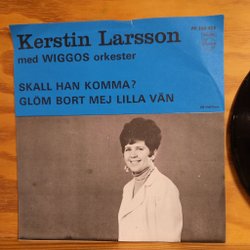 Kerstin Larsson
med WIGGOS orkester
SKALL HAN KOMMA?
GLÖM BORT MEJ LILLA VÄN